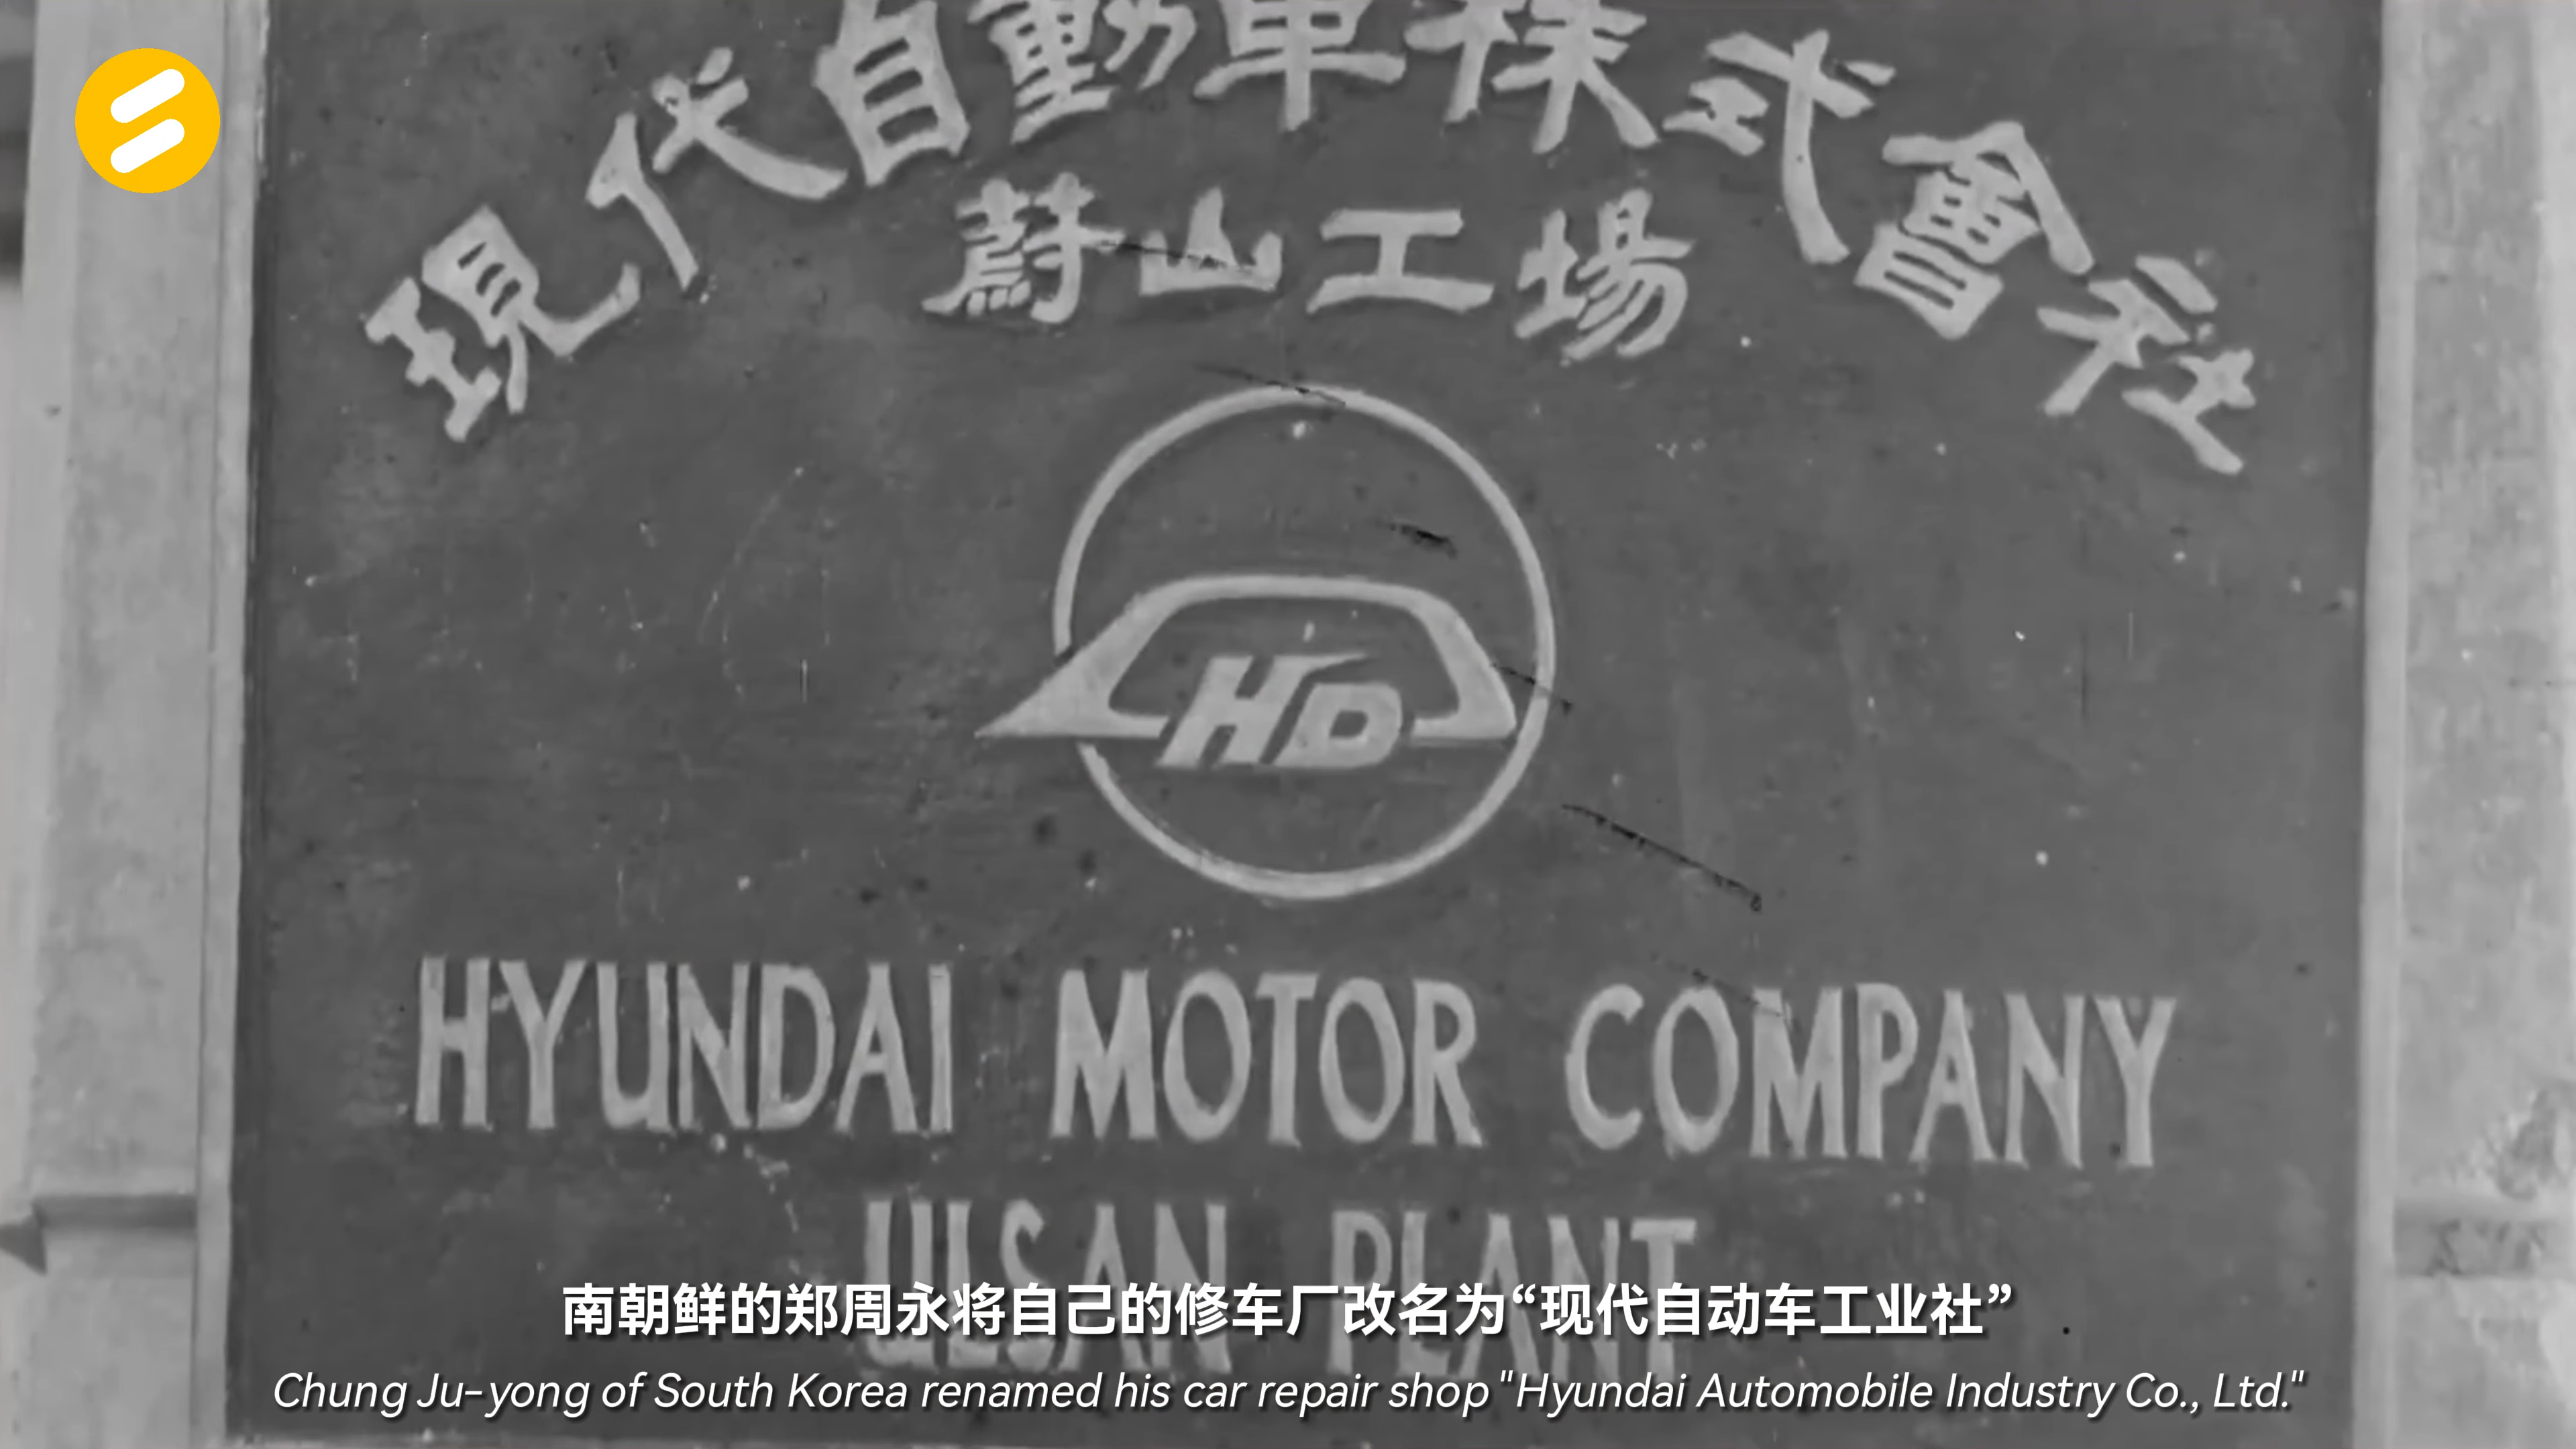 現代自動車株式會社
蔚山工場
HD
HYUNDAI MOTOR COMPANY
ULSAN PLANT
南朝鲜的郑周永将自己的修车厂改名为“现代自动车工业社”
Chung Ju-yong of South Korea renamed his car repair shop "Hyundai Automobile Industry Co., Ltd."